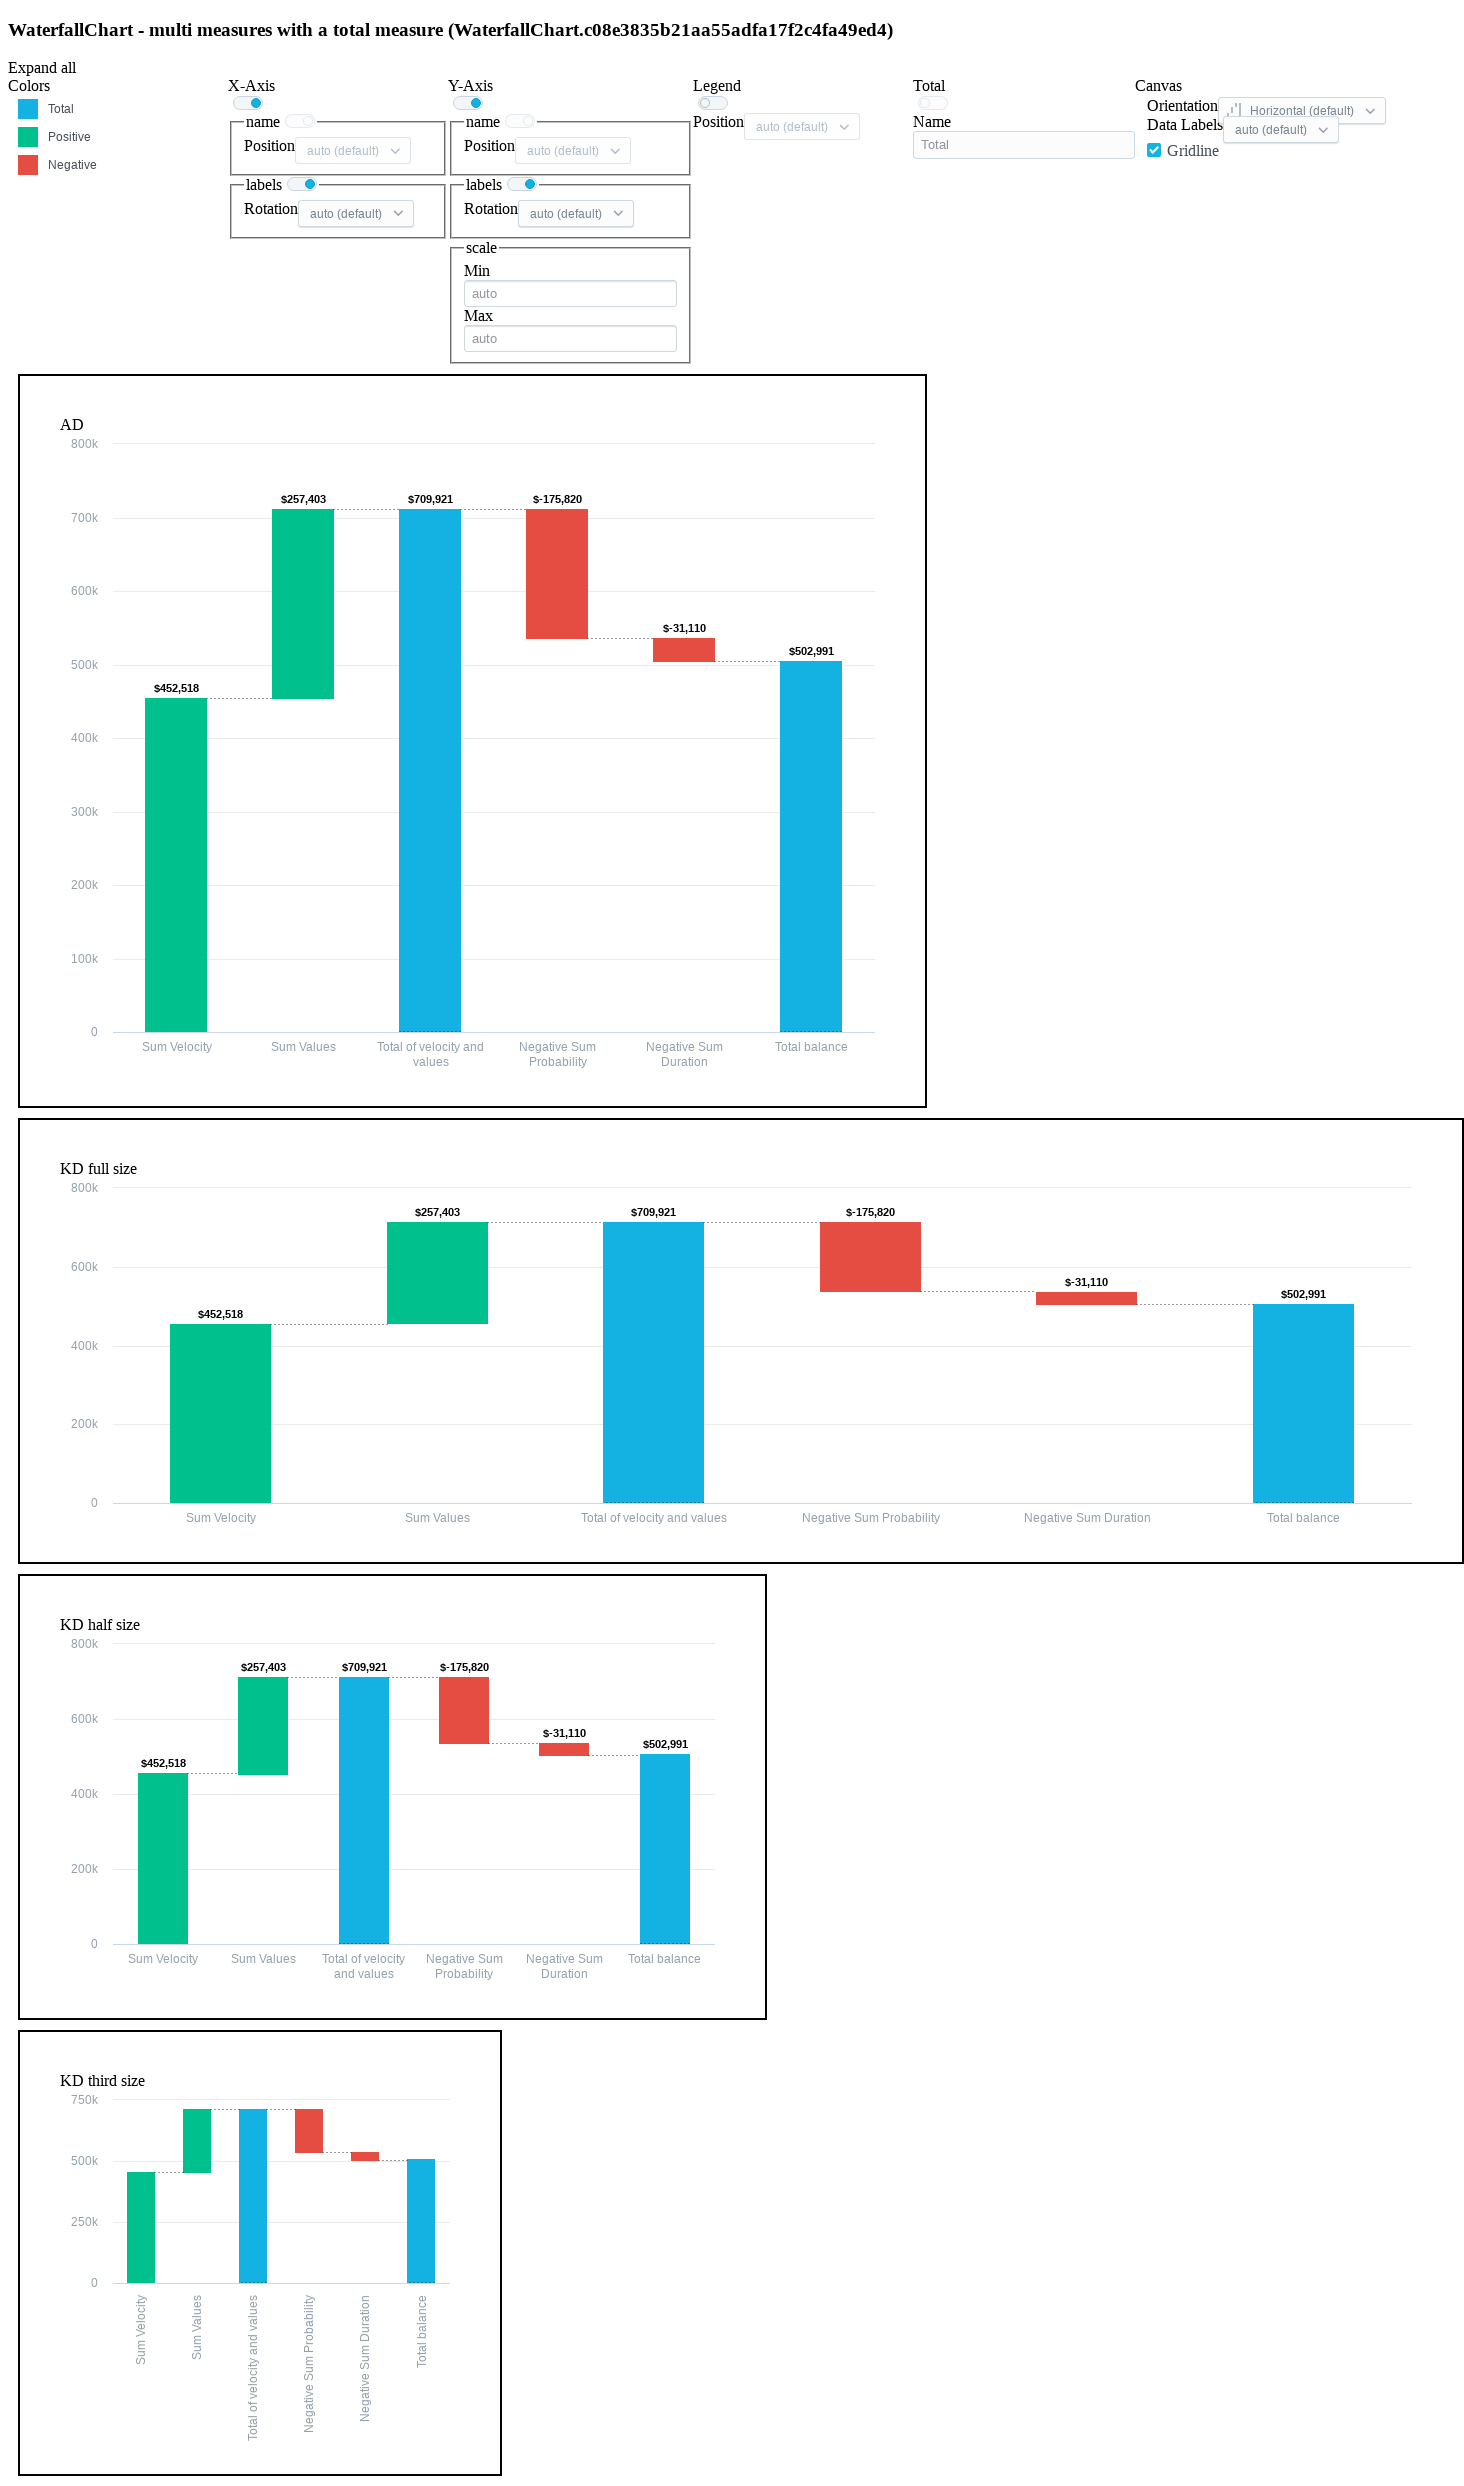 WaterfallChart - multi measures with a total measure (WaterfallChart.c08e3835b21aa55adfa17f2c4fa49ed4)
Expand all
Colors
Total
Positive
Negative
X-Axis
name
Position auto (default)
labels
Rotation auto (default)
Y-Axis
name
Position auto (default)
labels
Rotation auto (default)
scale
Min
auto
Max
auto
Legend
Position auto (default)
Total
Name
Total
Canvas
Orientation Horizontal (default)
Data Labels auto (default)
Gridline
AD
800k
700k
600k
500k
400k
300k
200k
100k
0
$452,518
$257,403
$709,921
$-175,820
$-31,110
$502,991
Sum Velocity
Sum Values
Total of velocity and
values
Negative Sum
Probability
Negative Sum
Duration
Total balance
KD full size
800k
600k
400k
200k
0
$452,518
$257,403
$709,921
$-175,820
$-31,110
$502,991
Sum Velocity
Sum Values
Total of velocity and values
Negative Sum Probability
Negative Sum Duration
Total balance
KD half size
800k
600k
400k
200k
0
$452,518
$257,403
$709,921
$-175,820
$-31,110
$502,991
Sum Velocity
Sum Values
Total of velocity
and values
Negative Sum
Probability
Negative Sum
Duration
Total balance
KD third size
750k
500k
250k
0
Sum Velocity
Sum Values
Total of velocity and values
Negative Sum Probability
Negative Sum Duration
Total balance